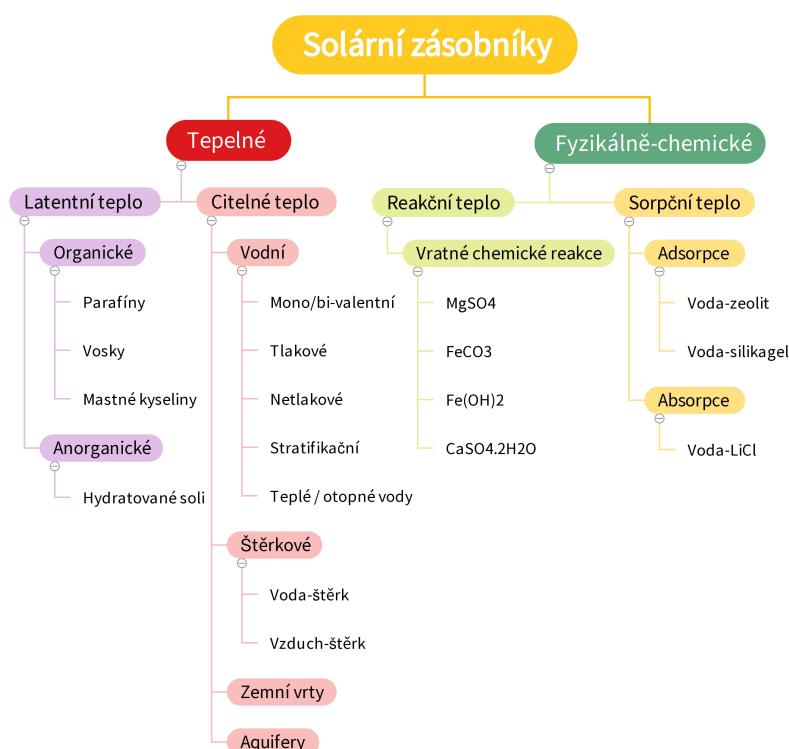 Solární zásobníky
Tepelné
Fyzikálně-chemické
Latentní teplo
Citelné teplo
Reakční teplo
Sorpční teplo
Organické
Parafíny
Vosky
Mastné kyseliny
Anorganické
Hydratované soli
Vodní
Mono/bi-valentní
Tlakové
Netlakové
Stratifikační
Teplé / otopné vody
Štěrkové
Voda-štěrk
Vzduch-štěrk
Zemní vrty
Aquifery
Vratné chemické reakce
MgSO4
FeCO3
Fe(OH)2
CaSO4.2H2O
Adsorpce
Voda-zeolit
Voda-silikagel
Absorpce
Voda-LiCl